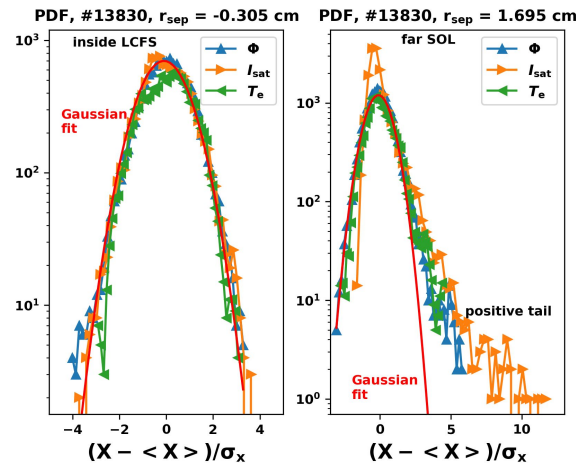 PDF, #13830, r_sep = -0.305 cm
inside LCFS
Φ
I_sat
T_e
Gaussian
fit
10³
10²
10¹
−4 −2 0 2 4
(X − < X >)/σ_x
PDF, #13830, r_sep = 1.695 cm
far SOL
Φ
I_sat
T_e
positive tail
Gaussian
fit
10³
10²
10¹
10⁰
0 5 10
(X − < X >)/σ_x